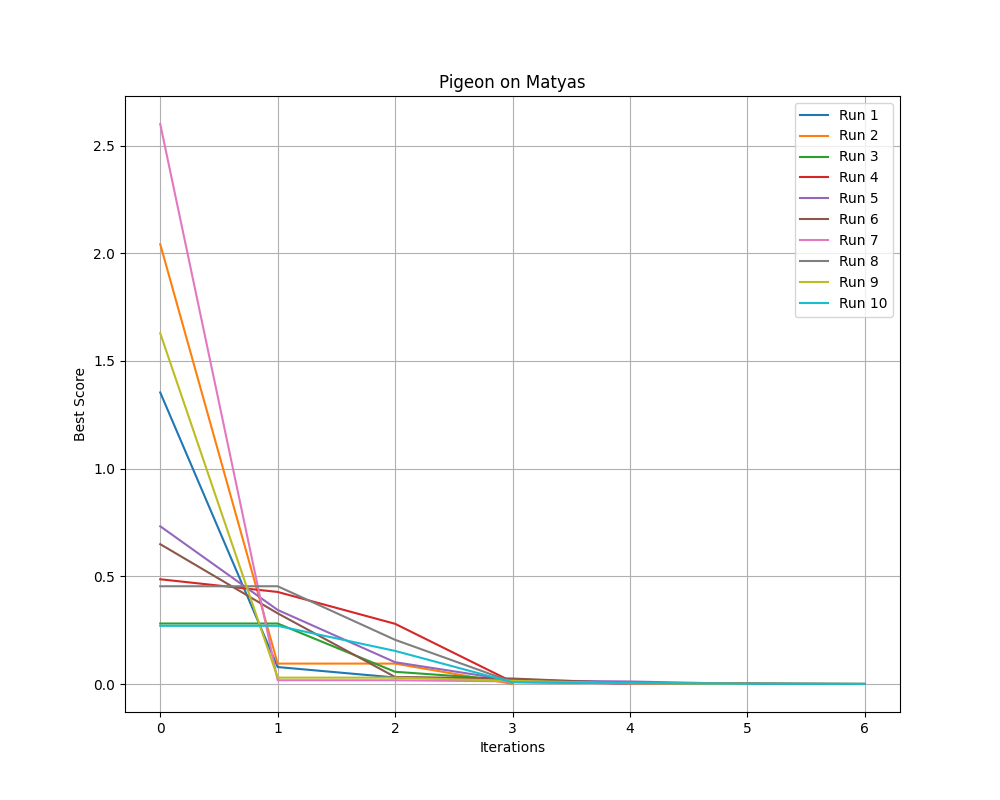 Pigeon on Matyas
Best Score
2.5
2.0
1.5
1.0
0.5
0.0
0 1 2 3 4 5 6
Iterations
Run 1
Run 2
Run 3
Run 4
Run 5
Run 6
Run 7
Run 8
Run 9
Run 10